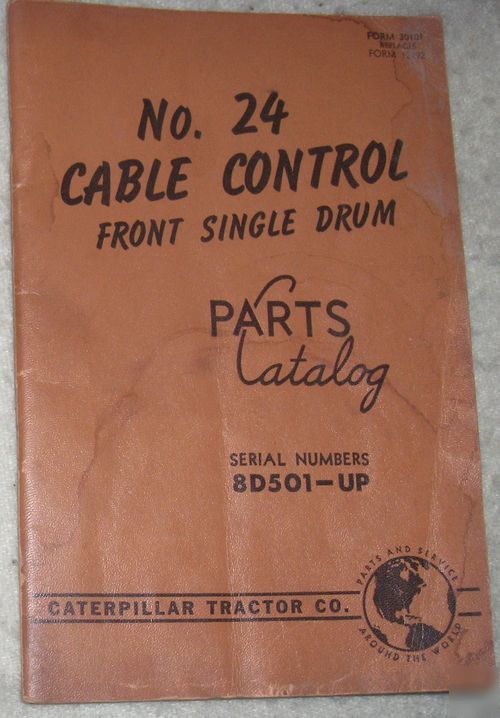 REPLACES
FORM
No. 24
CABLE CONTROL
FRONT SINGLE DRUM
PARTS
Catalog
SERIAL NUMBERS
8D501-UP
CATERPILLAR TRACTOR CO.
PARTS AND SERVICE
AROUND THE WORLD